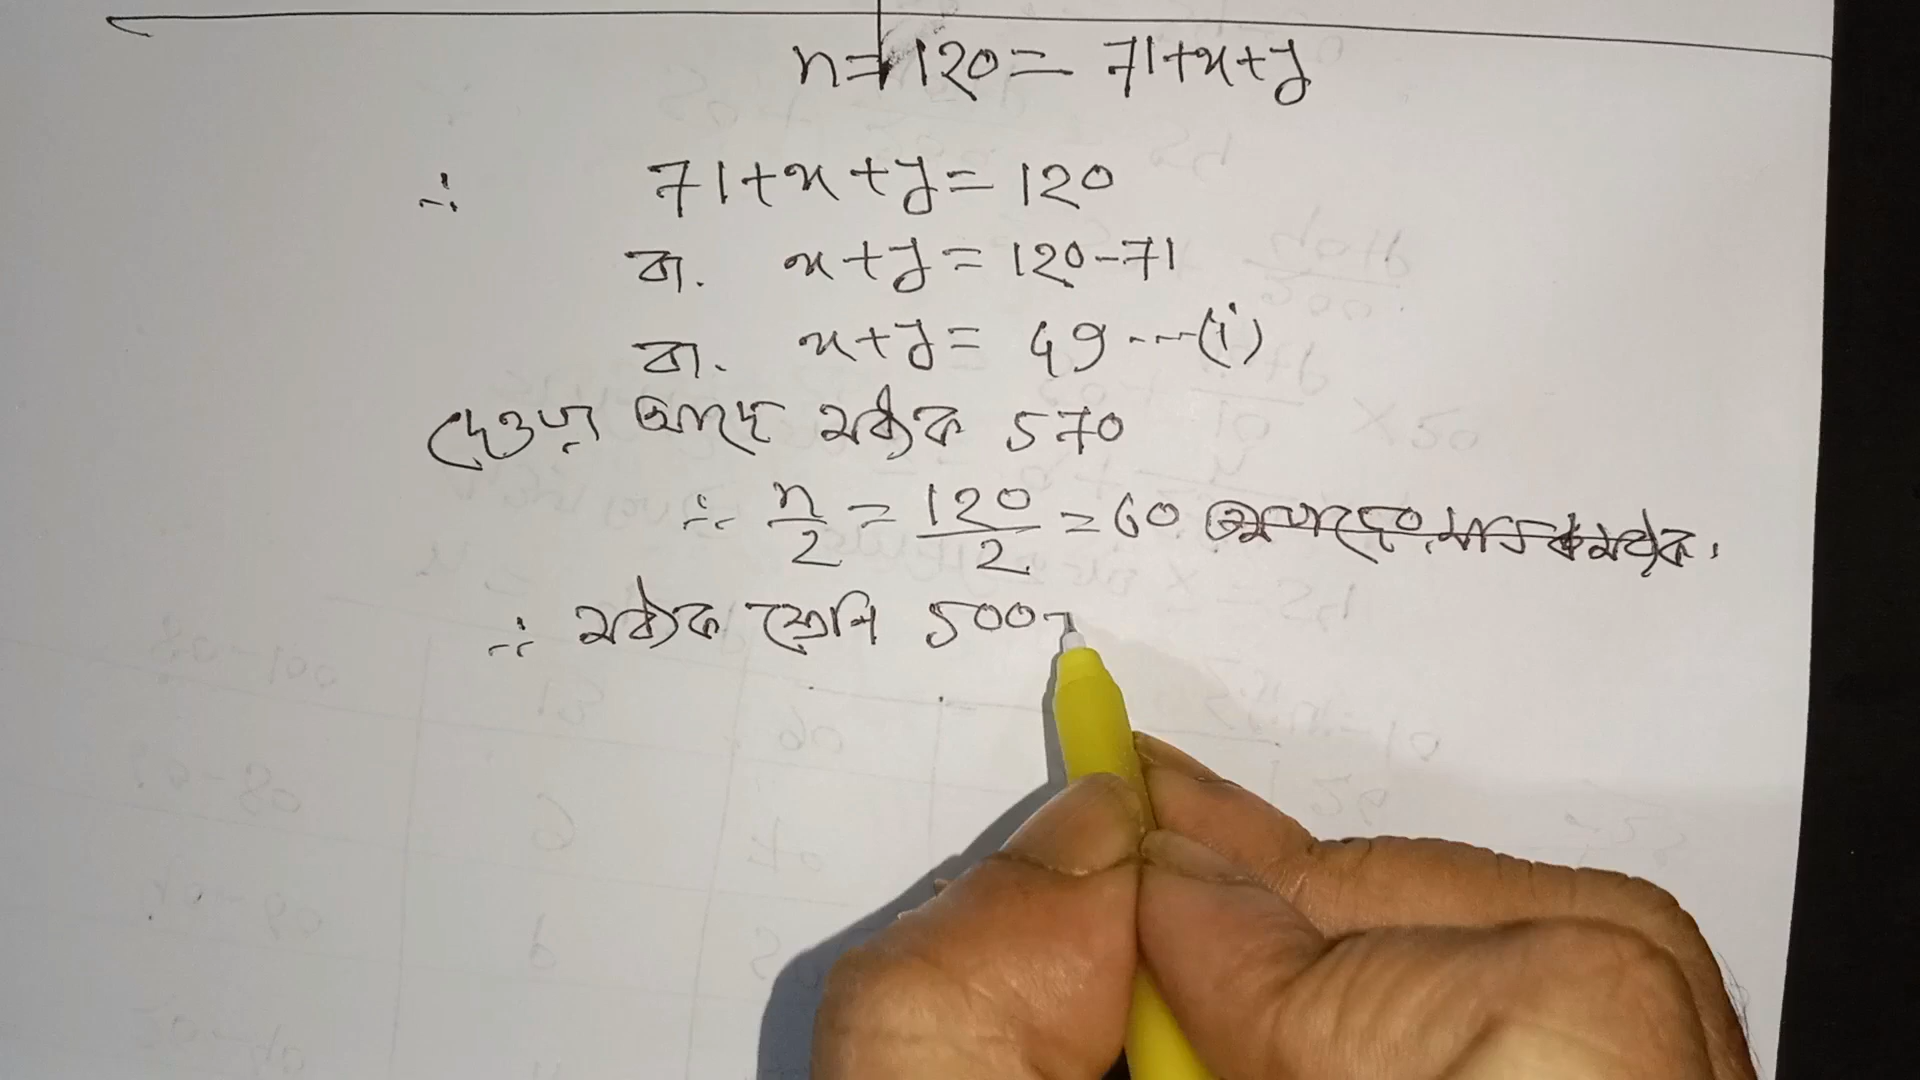 n = 120 = 71+x+y
∴ 71+x+y = 120
বা. x+y = 120-71
বা. x+y = 49 ---(i)
দেওয়া আছে মধ্যক 570
∴ n/2 = 120/2 = 60
∴ মধ্যক শ্রেণি 500-